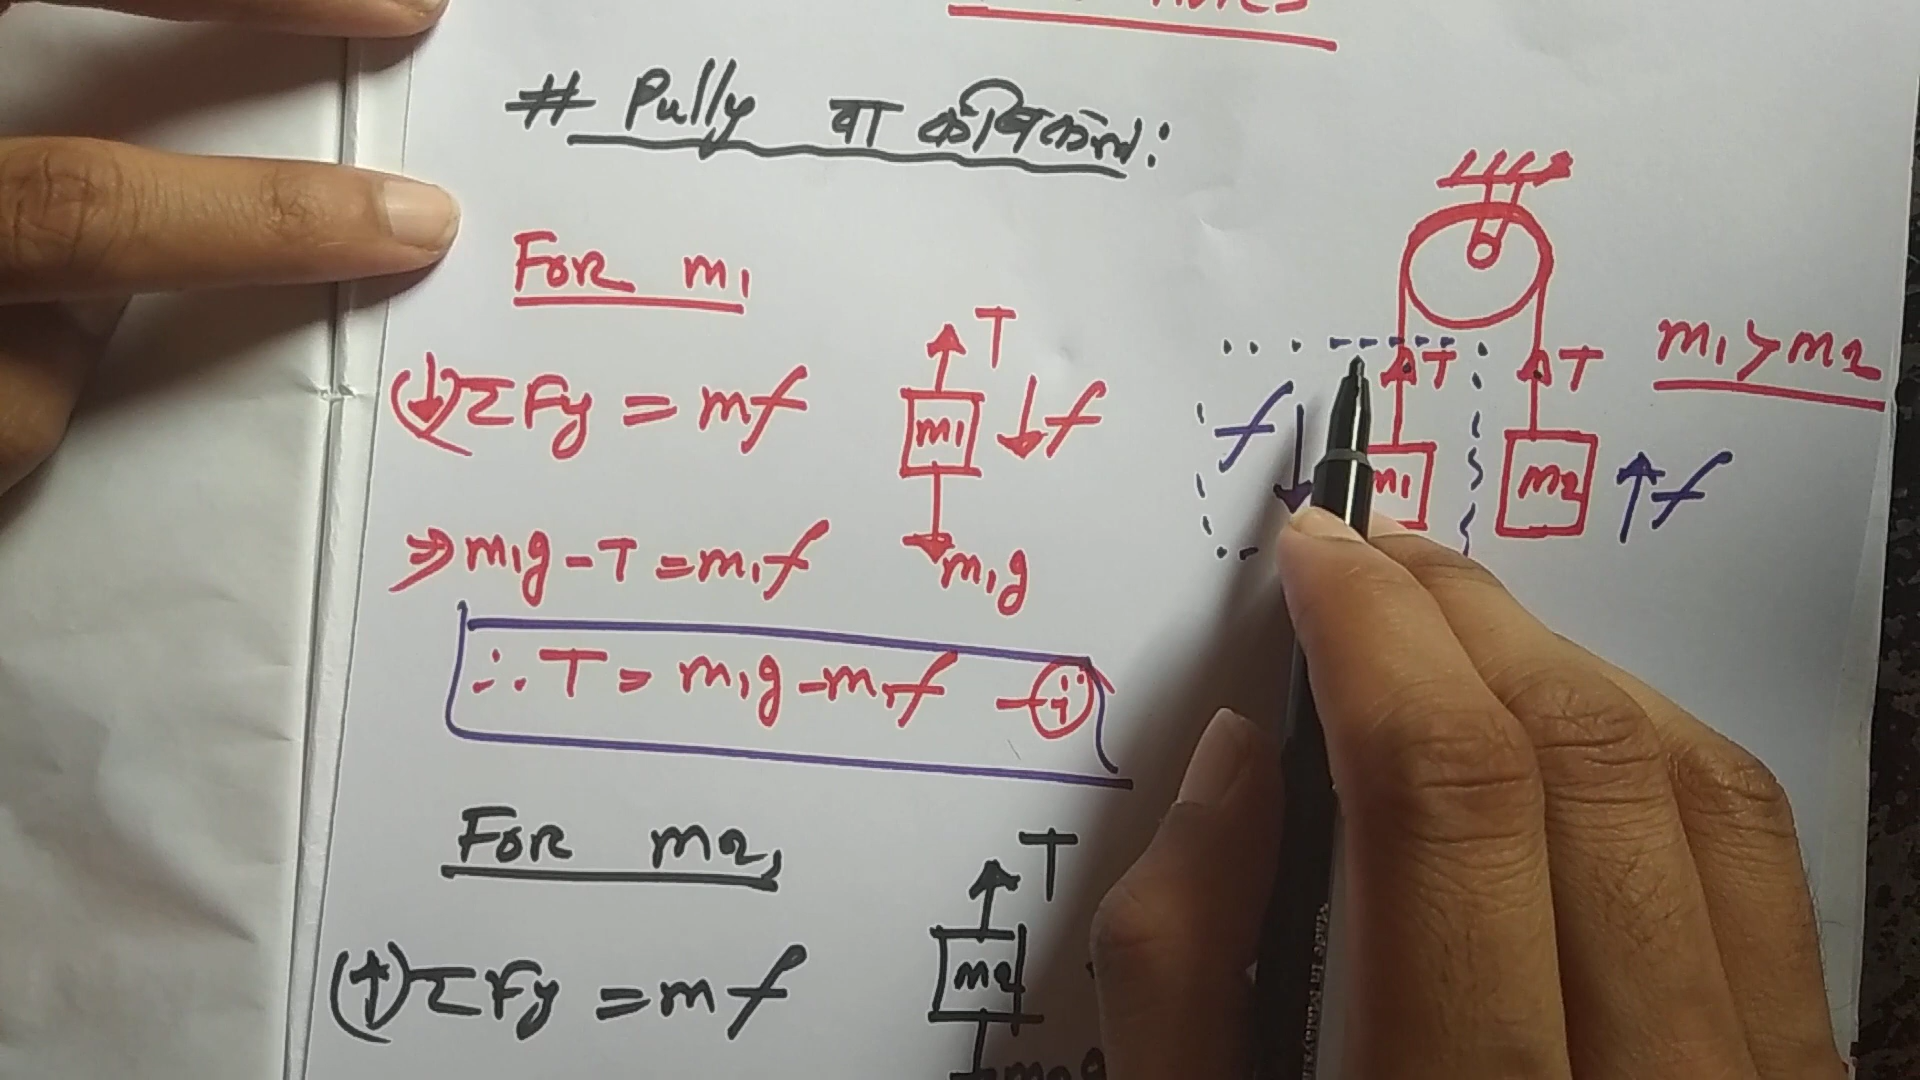 # Pully বা কপিকল:
For m1
(↓) ΣFy = mf
T
m1
↓f
m1g
⇒ m1g - T = m1f
∴ T = m1g - m1f - (i)
T
T
m1 > m2
f
m1
m2
↑f
For m2,
(↑) ΣFy = mf
T
m2